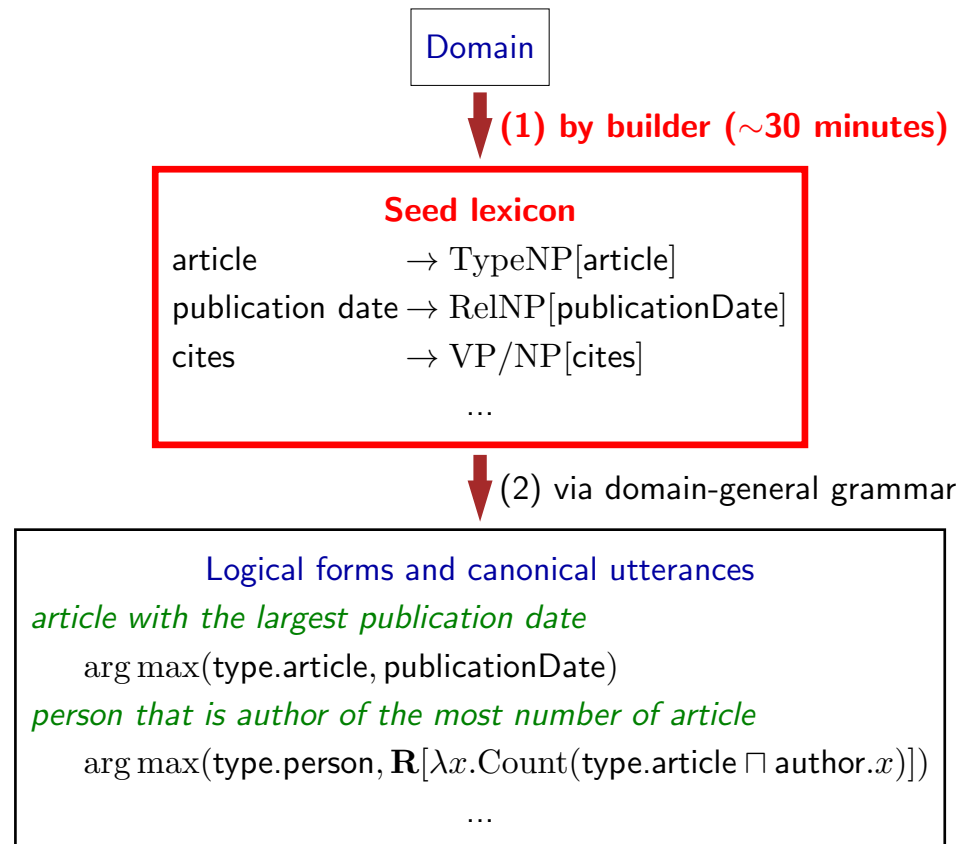 Domain
(1) by builder (∼30 minutes)
Seed lexicon
article → TypeNP[article]
publication date → RelNP[publicationDate]
cites → VP/NP[cites]
...
(2) via domain-general grammar
Logical forms and canonical utterances
article with the largest publication date
arg max(type.article, publicationDate)
person that is author of the most number of article
arg max(type.person, R[λx.Count(type.article ⊓ author.x)])
...